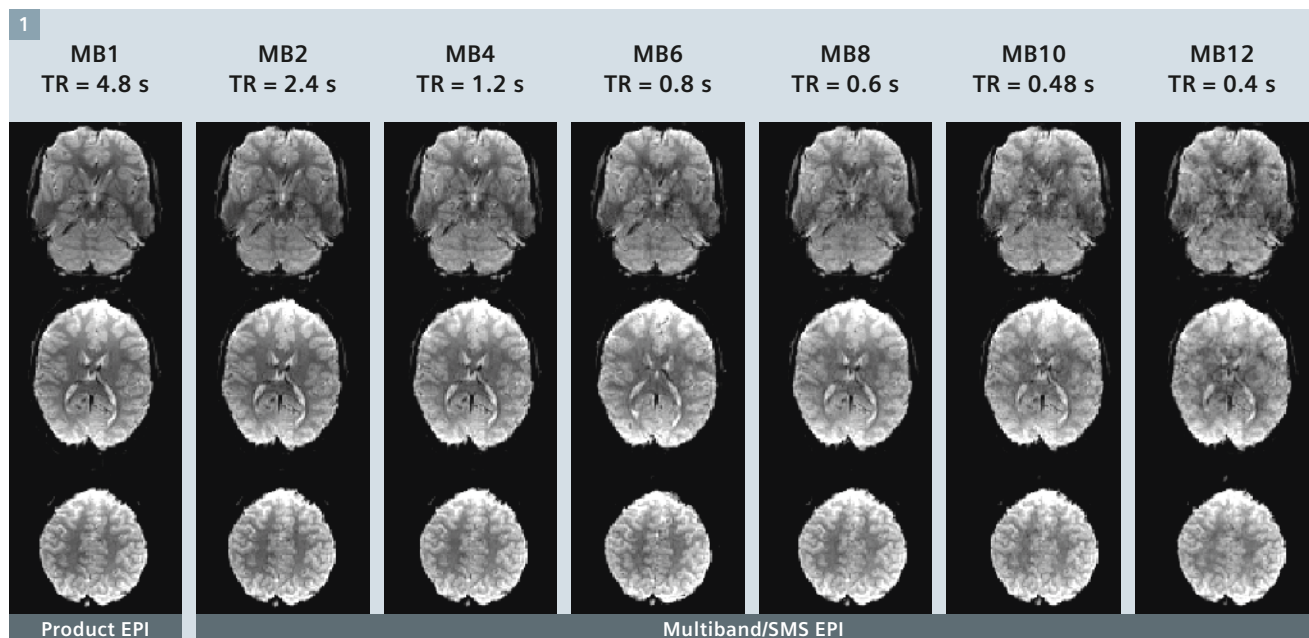 1
MB1
TR = 4.8 s
MB2
TR = 2.4 s
MB4
TR = 1.2 s
MB6
TR = 0.8 s
MB8
TR = 0.6 s
MB10
TR = 0.48 s
MB12
TR = 0.4 s
Product EPI
Multiband/SMS EPI